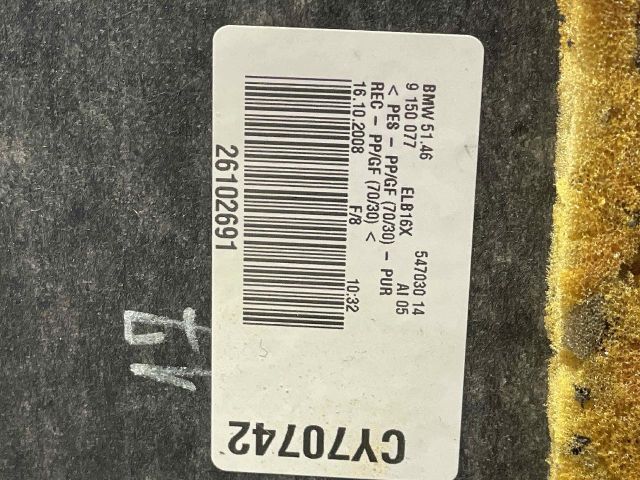 BMW 51.46 547030 14
9 150 077 ELB16X AI 05
< PES - PP/GF (70/30) - PUR
REC - PP/GF (70/30) <
16.10.2008 F/8 10:32
26102691
CY70742
17